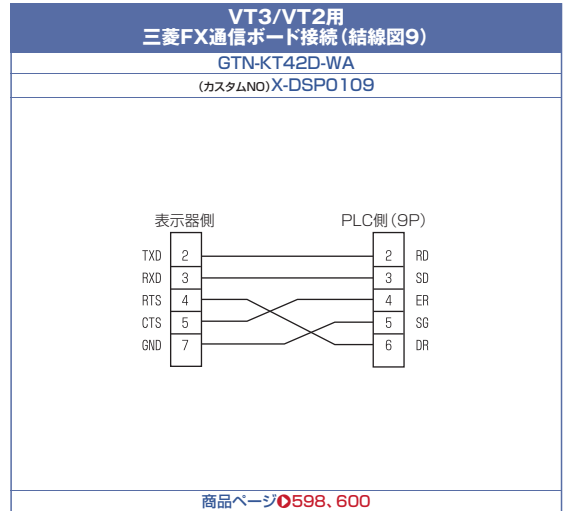 VT3/VT2用
三菱FX通信ボード接続(結線図9)
GTN-KT42D-WA
(カスタムNO)X-DSP0109
表示器側 PLC側(9P)
TXD 2 2 RD
RXD 3 3 SD
RTS 4 4 ER
CTS 5 5 SG
GND 7 6 DR
商品ページ598、600